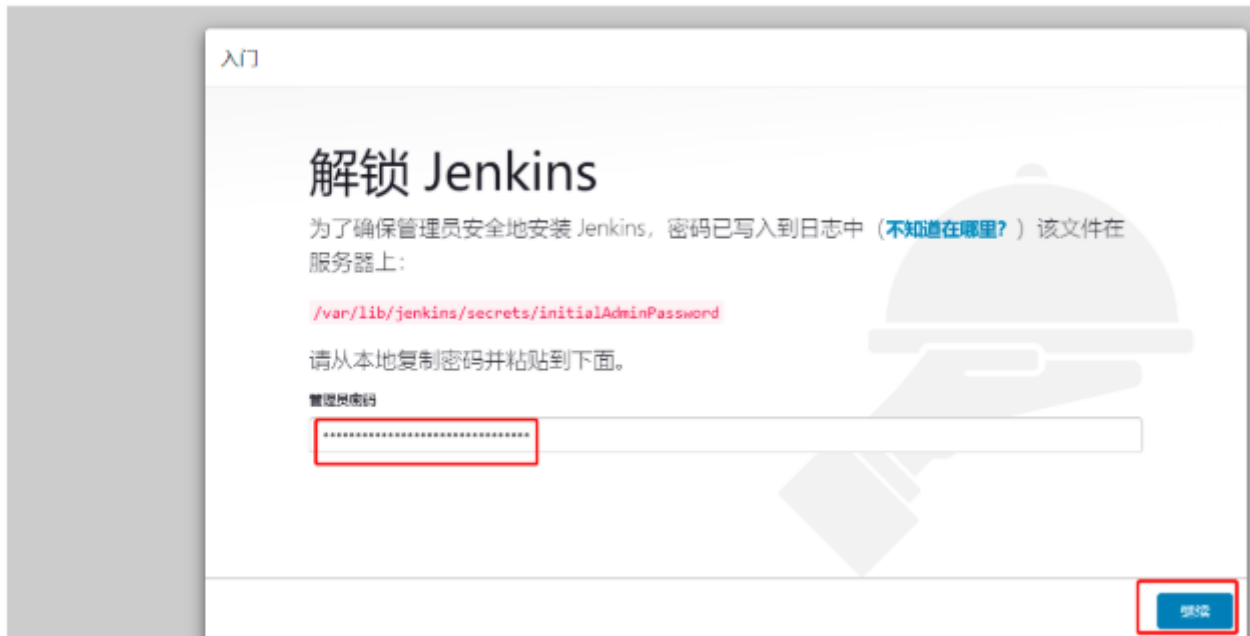 入门
解锁 Jenkins
为了确保管理员安全地安装 Jenkins，密码已写入到日志中（不知道在哪里？）该文件在
服务器上：
/var/lib/jenkins/secrets/initialAdminPassword
请从本地复制密码并粘贴到下面。
管理员密码
••••••••••••••••••••••••••••••••
继续